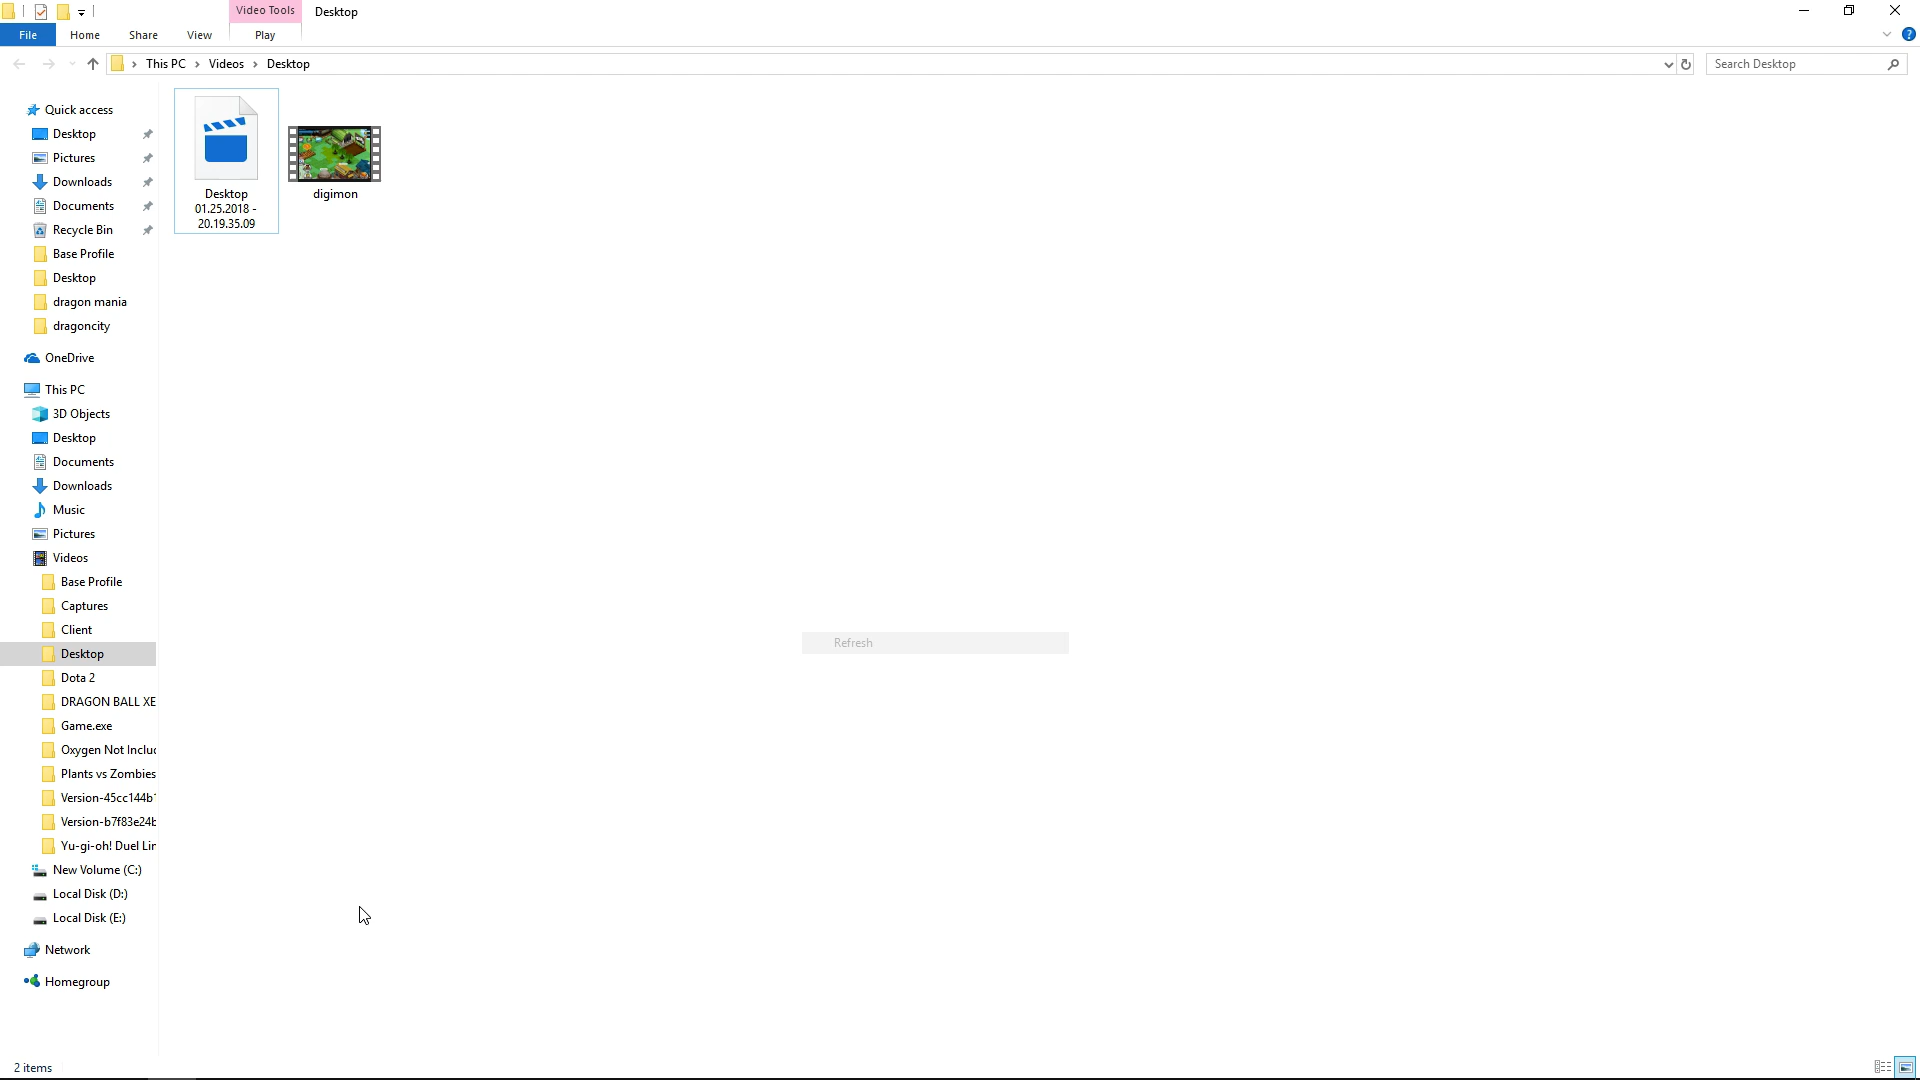 Video Tools
Desktop
File
Home
Share
View
Play
This PC
Videos
Desktop
Search Desktop
Quick access
Desktop
Pictures
Downloads
Documents
Recycle Bin
Base Profile
Desktop
dragon mania
dragoncity
OneDrive
This PC
3D Objects
Desktop
Documents
Downloads
Music
Pictures
Videos
Base Profile
Captures
Client
Desktop
Dota 2
DRAGON BALL XE
Game.exe
Oxygen Not Includ
Plants vs Zombies
Version-45cc144b
Version-b7f83e24b
Yu-gi-oh! Duel Lin
New Volume (C:)
Local Disk (D:)
Local Disk (E:)
Network
Homegroup
Desktop
01.25.2018 -
20.19.35.09
digimon
Refresh
2 items